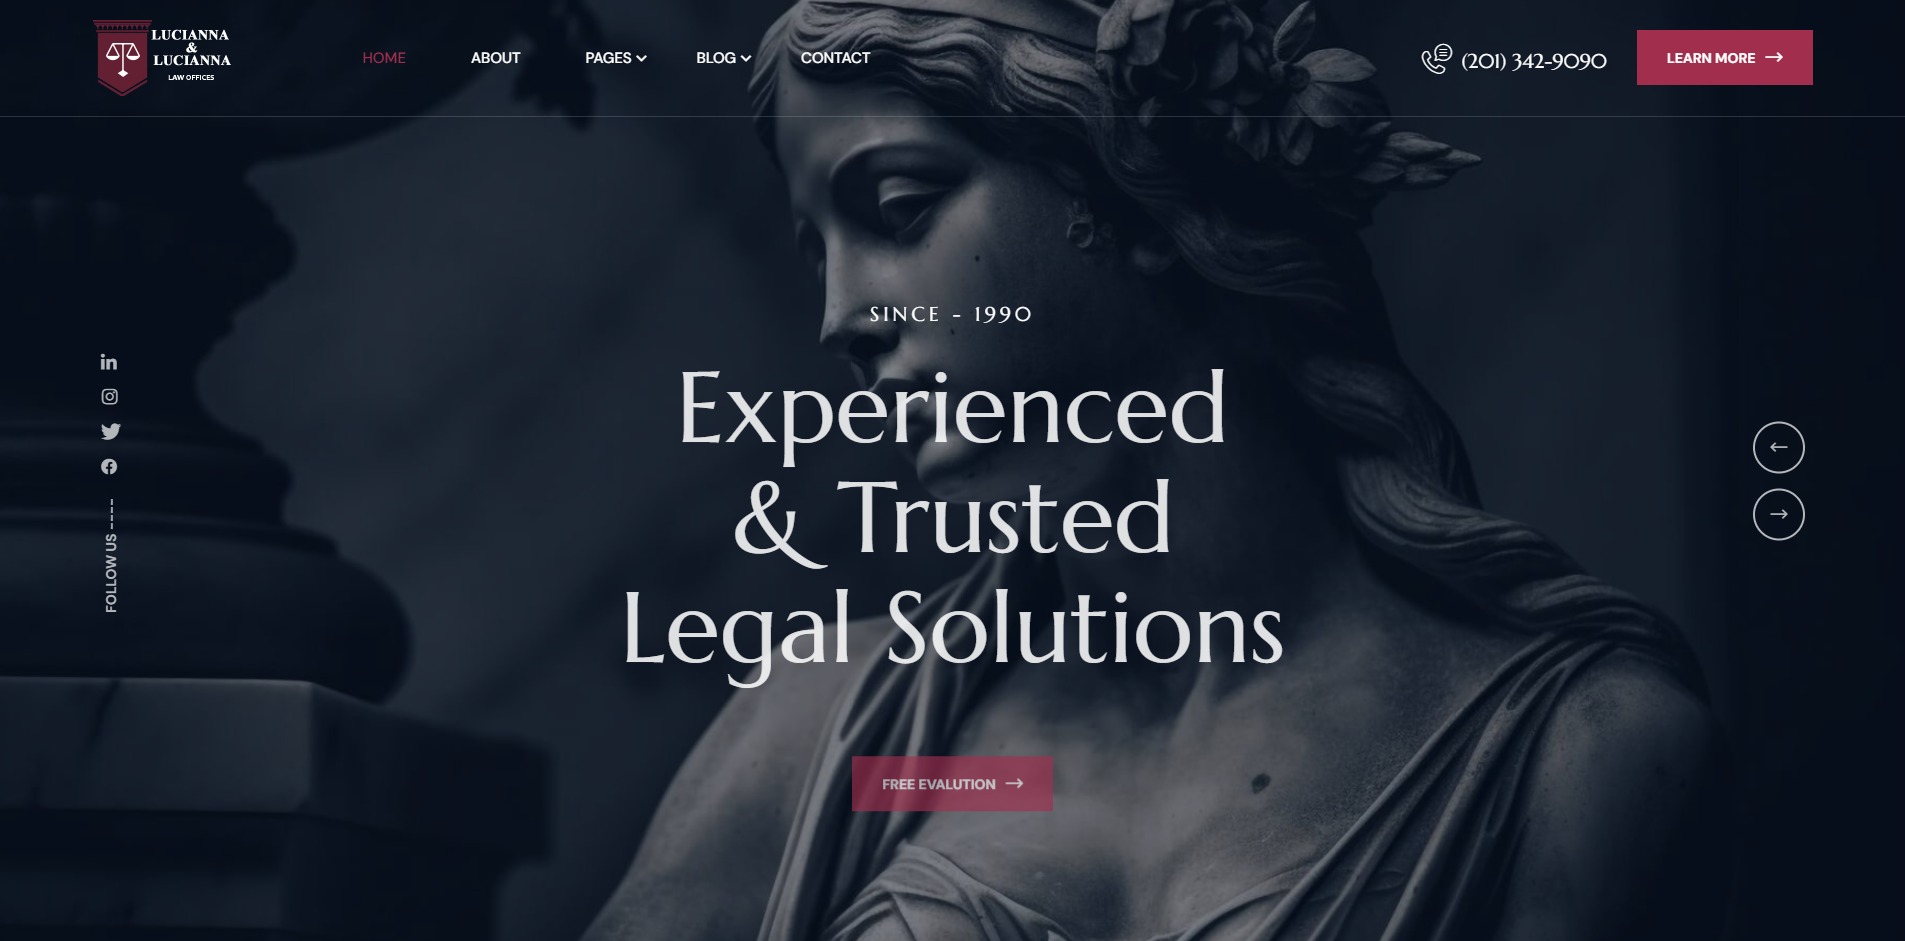 LUCIANNA
&
LUCIANNA
LAW OFFICES
HOME
ABOUT
PAGES
BLOG
CONTACT
(201) 342-9090
LEARN MORE
SINCE - 1990
Experienced
& Trusted
Legal Solutions
FREE EVALUTION
FOLLOW US